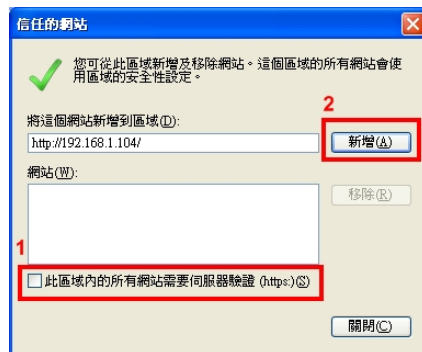 信任的網站
您可從此區域新增及移除網站。這個區域的所有網站會使
用區域的安全性設定。
2
將這個網站新增到區域(D):
http://192.168.1.104/
新增(A)
網站(W):
移除(R)
1
此區域內的所有網站需要伺服器驗證 (https:)(S)
關閉(C)